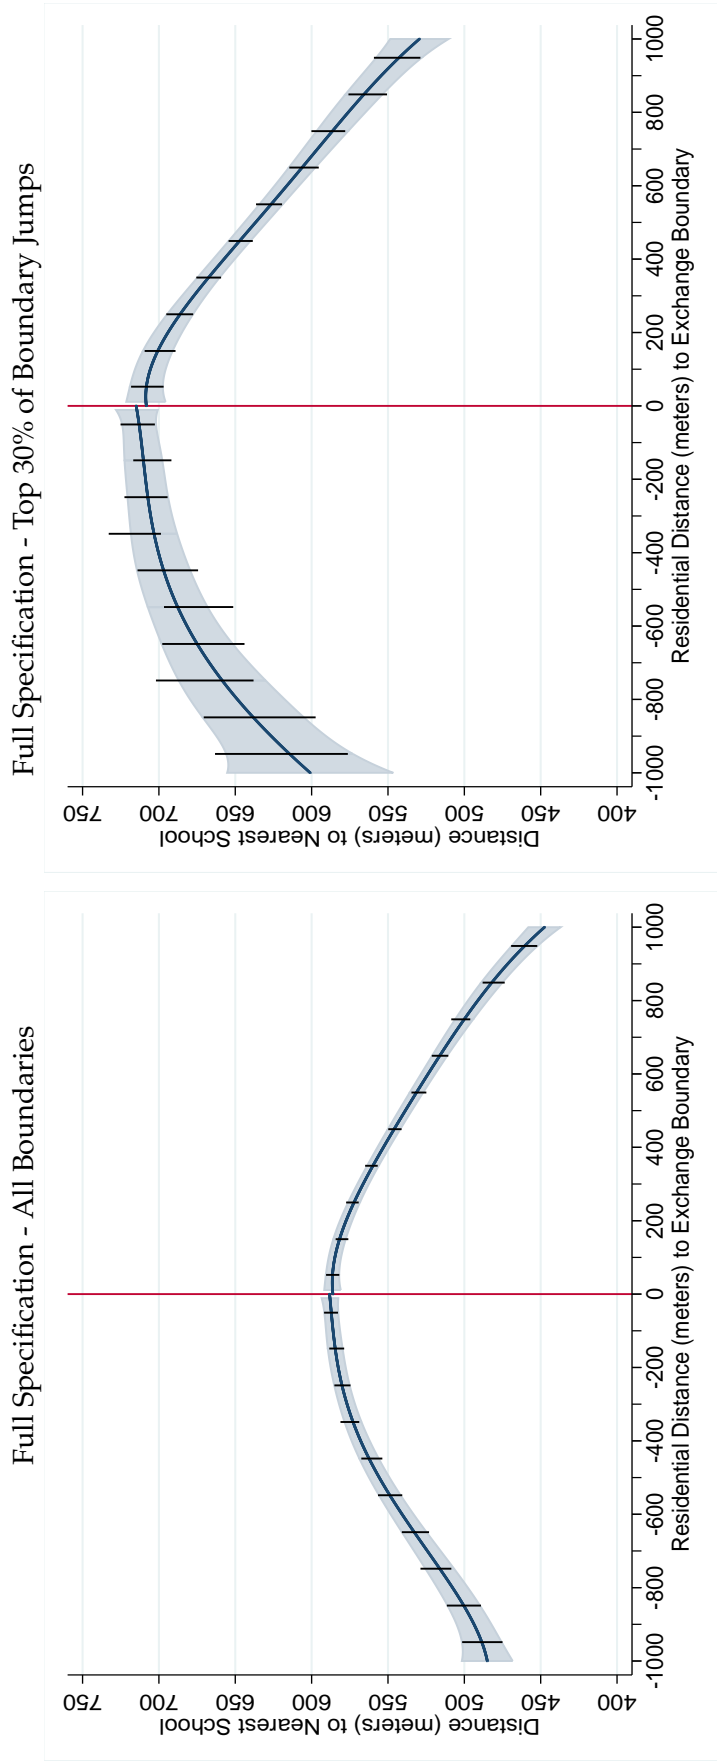 Full Specification - All Boundaries
Distance (meters) to Nearest School
750
700
650
600
550
500
450
400
-1000 -800 -600 -400 -200 0 200 400 600 800 1000
Residential Distance (meters) to Exchange Boundary
Full Specification - Top 30% of Boundary Jumps
Distance (meters) to Nearest School
750
700
650
600
550
500
450
400
-1000 -800 -600 -400 -200 0 200 400 600 800 1000
Residential Distance (meters) to Exchange Boundary